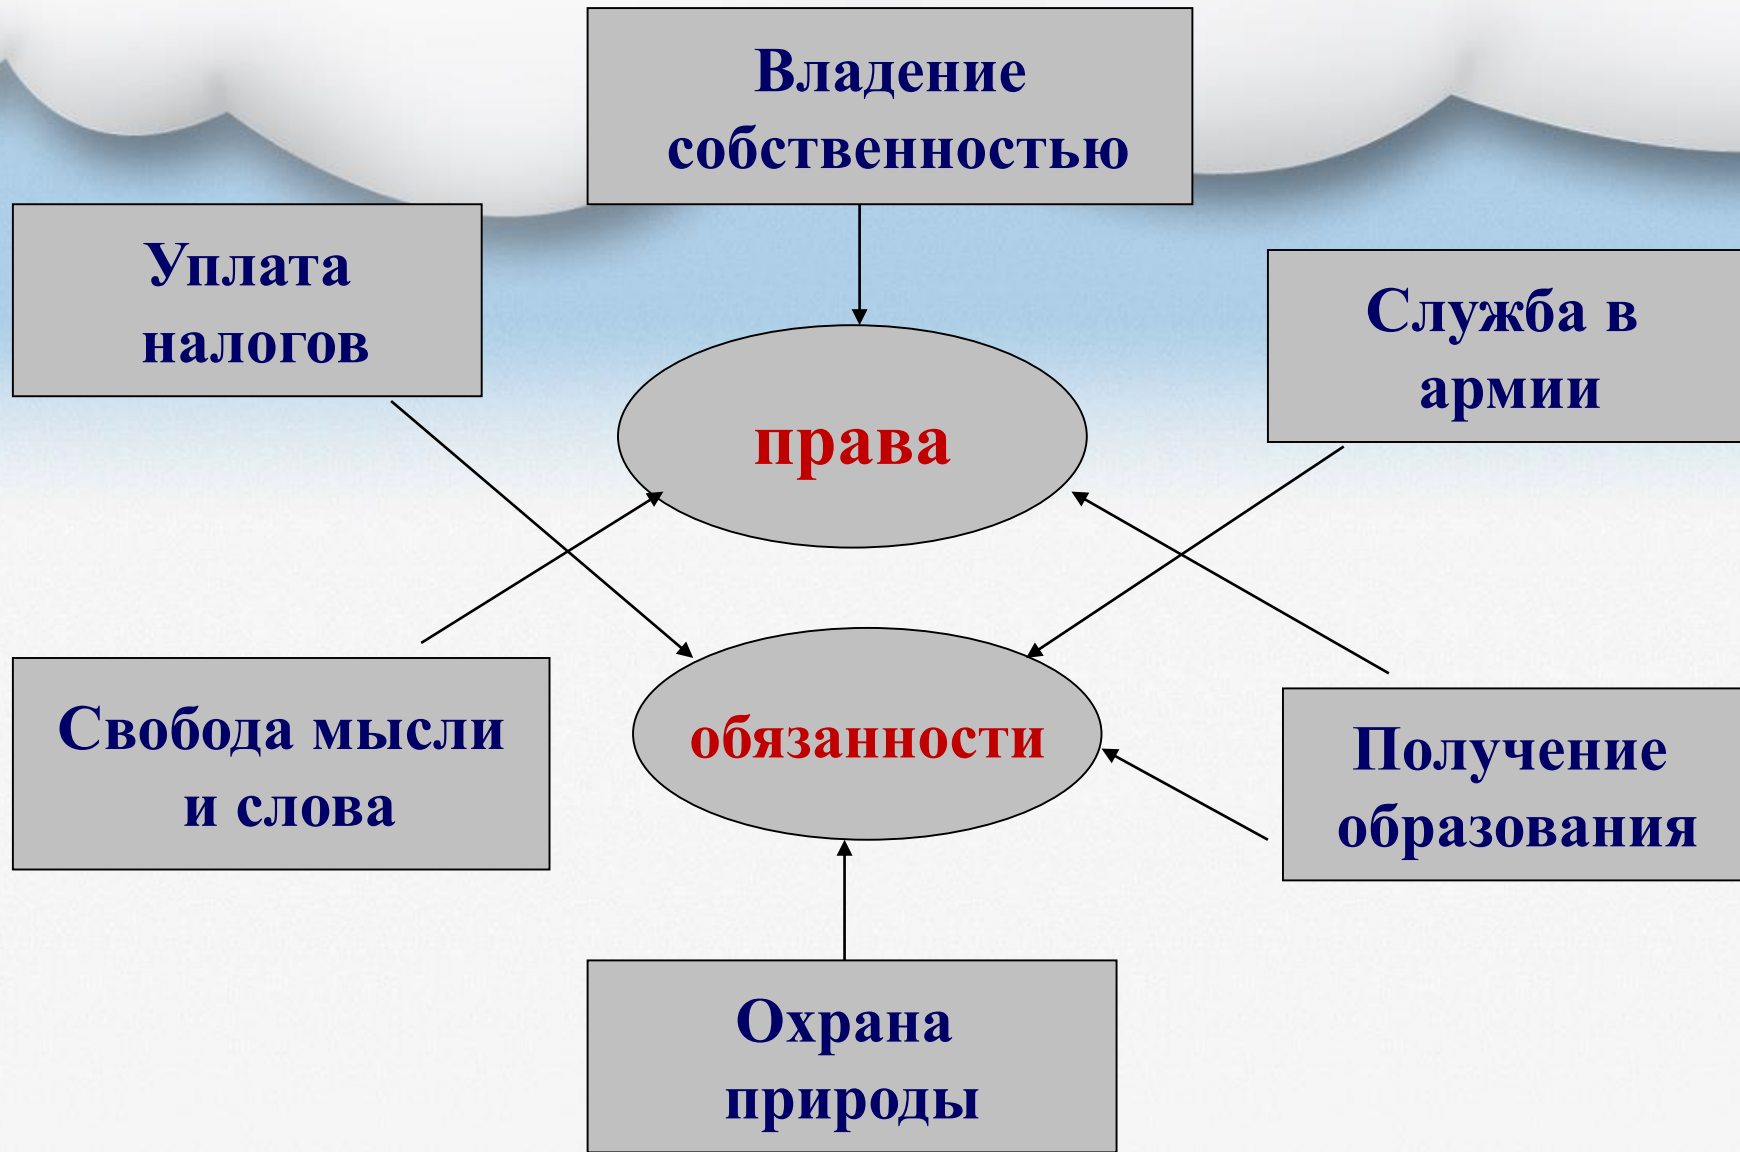 Владение
собственностью
Уплата
налогов
Служба в
армии
права
Свобода мысли
и слова
обязанности
Получение
образования
Охрана
природы